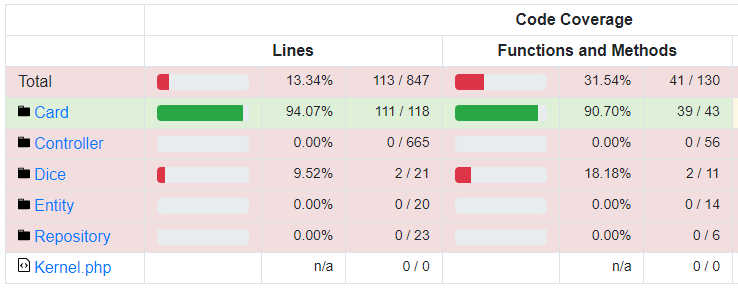 Code Coverage
Lines Functions and Methods
Total 13.34% 113 / 847 31.54% 41 / 130
Card 94.07% 111 / 118 90.70% 39 / 43
Controller 0.00% 0 / 665 0.00% 0 / 56
Dice 9.52% 2 / 21 18.18% 2 / 11
Entity 0.00% 0 / 20 0.00% 0 / 14
Repository 0.00% 0 / 23 0.00% 0 / 6
Kernel.php n/a 0 / 0 n/a 0 / 0